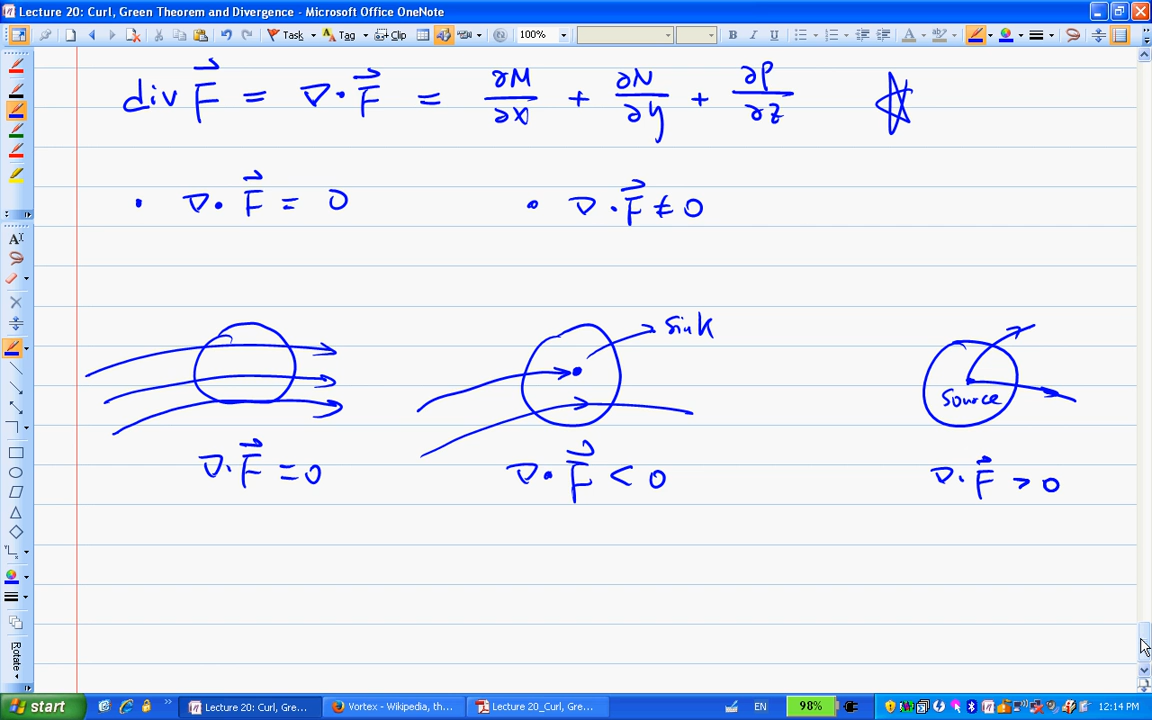 Lecture 20: Curl, Green Theorem and Divergence - Microsoft Office OneNote
Task Tag Clip 100% B I U
div F⃗ = ∇·F⃗ = ∂M/∂x + ∂N/∂y + ∂P/∂z
• ∇·F⃗ = 0 • ∇·F⃗ ≠ 0
sink
source
∇·F⃗ = 0 ∇·F⃗ < 0 ∇·F⃗ > 0
Rotate
start Lecture 20: Curl, Gre... Vortex - Wikipedia, th... Lecture 20_Curl, Gre... EN 98% 12:14 PM